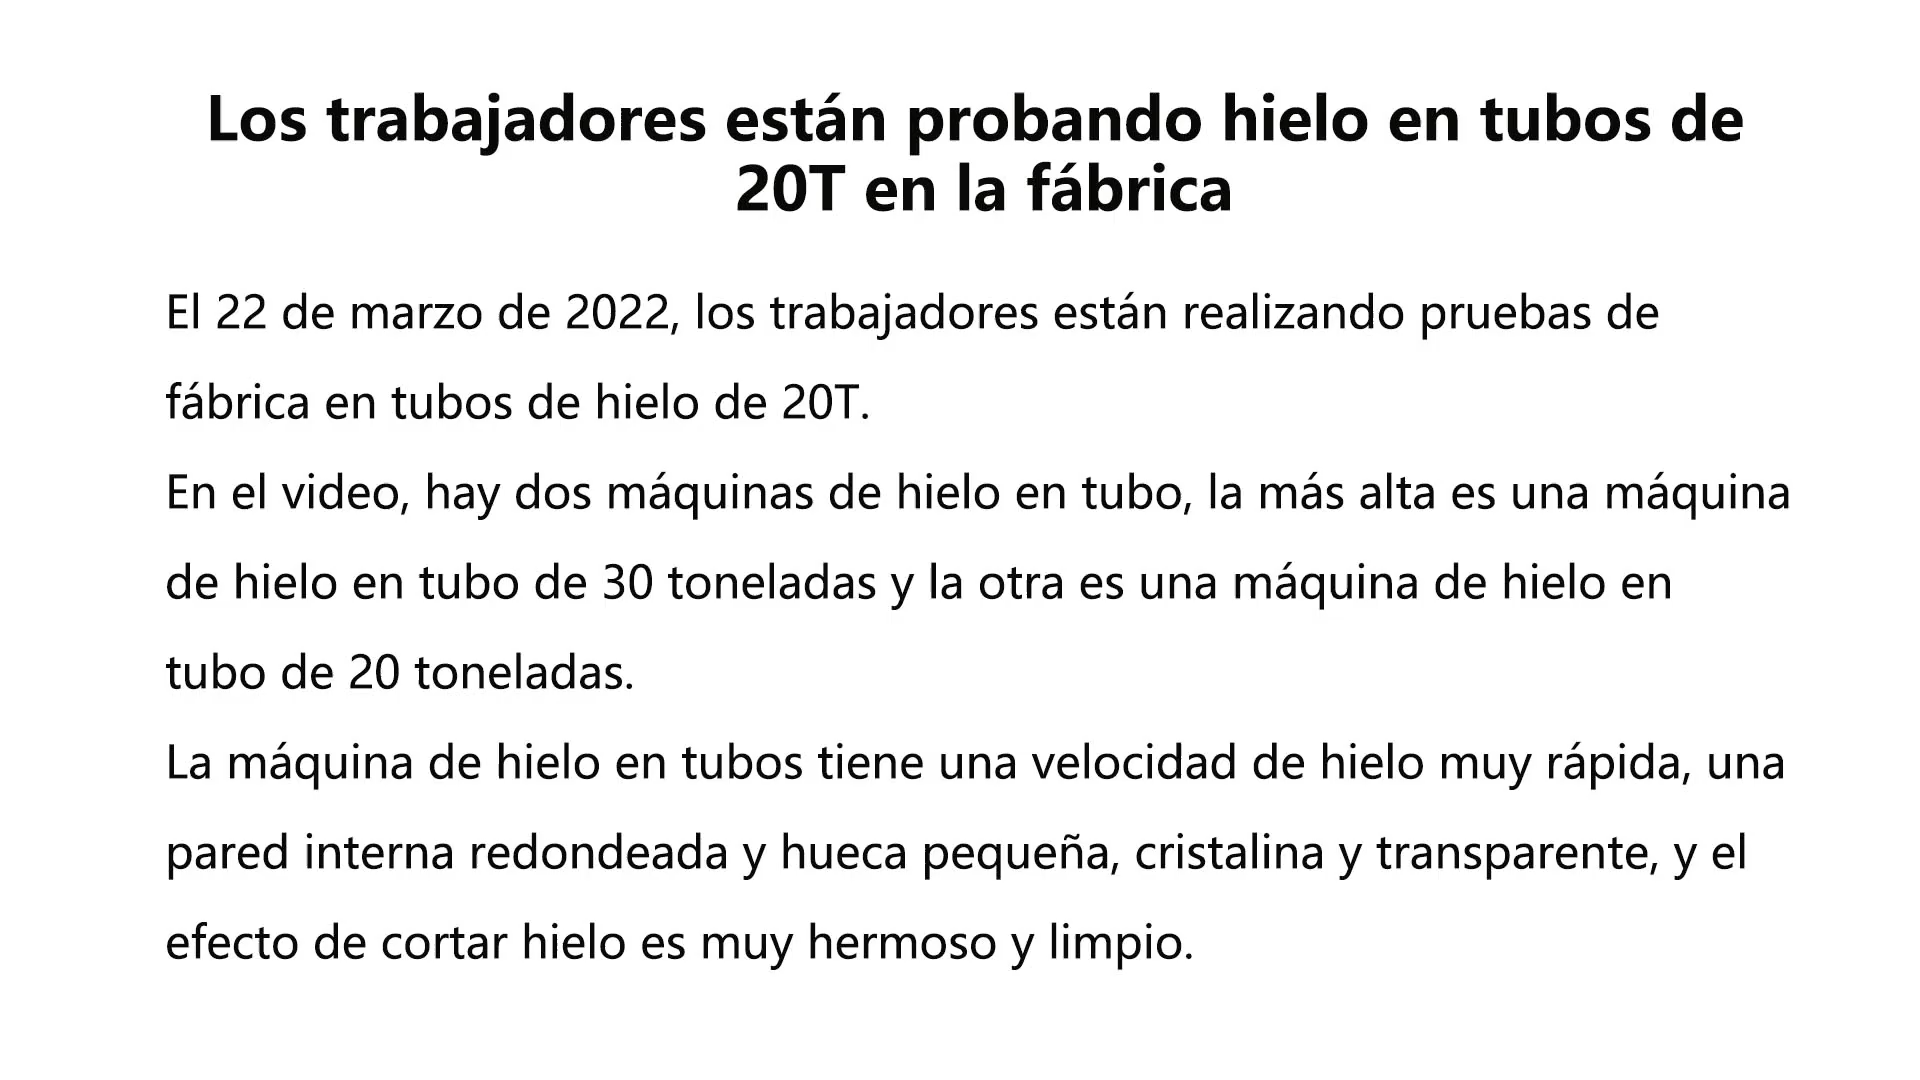 Los trabajadores están probando hielo en tubos de
20T en la fábrica
El 22 de marzo de 2022, los trabajadores están realizando pruebas de
fábrica en tubos de hielo de 20T.
En el video, hay dos máquinas de hielo en tubo, la más alta es una máquina
de hielo en tubo de 30 toneladas y la otra es una máquina de hielo en
tubo de 20 toneladas.
La máquina de hielo en tubos tiene una velocidad de hielo muy rápida, una
pared interna redondeada y hueca pequeña, cristalina y transparente, y el
efecto de cortar hielo es muy hermoso y limpio.